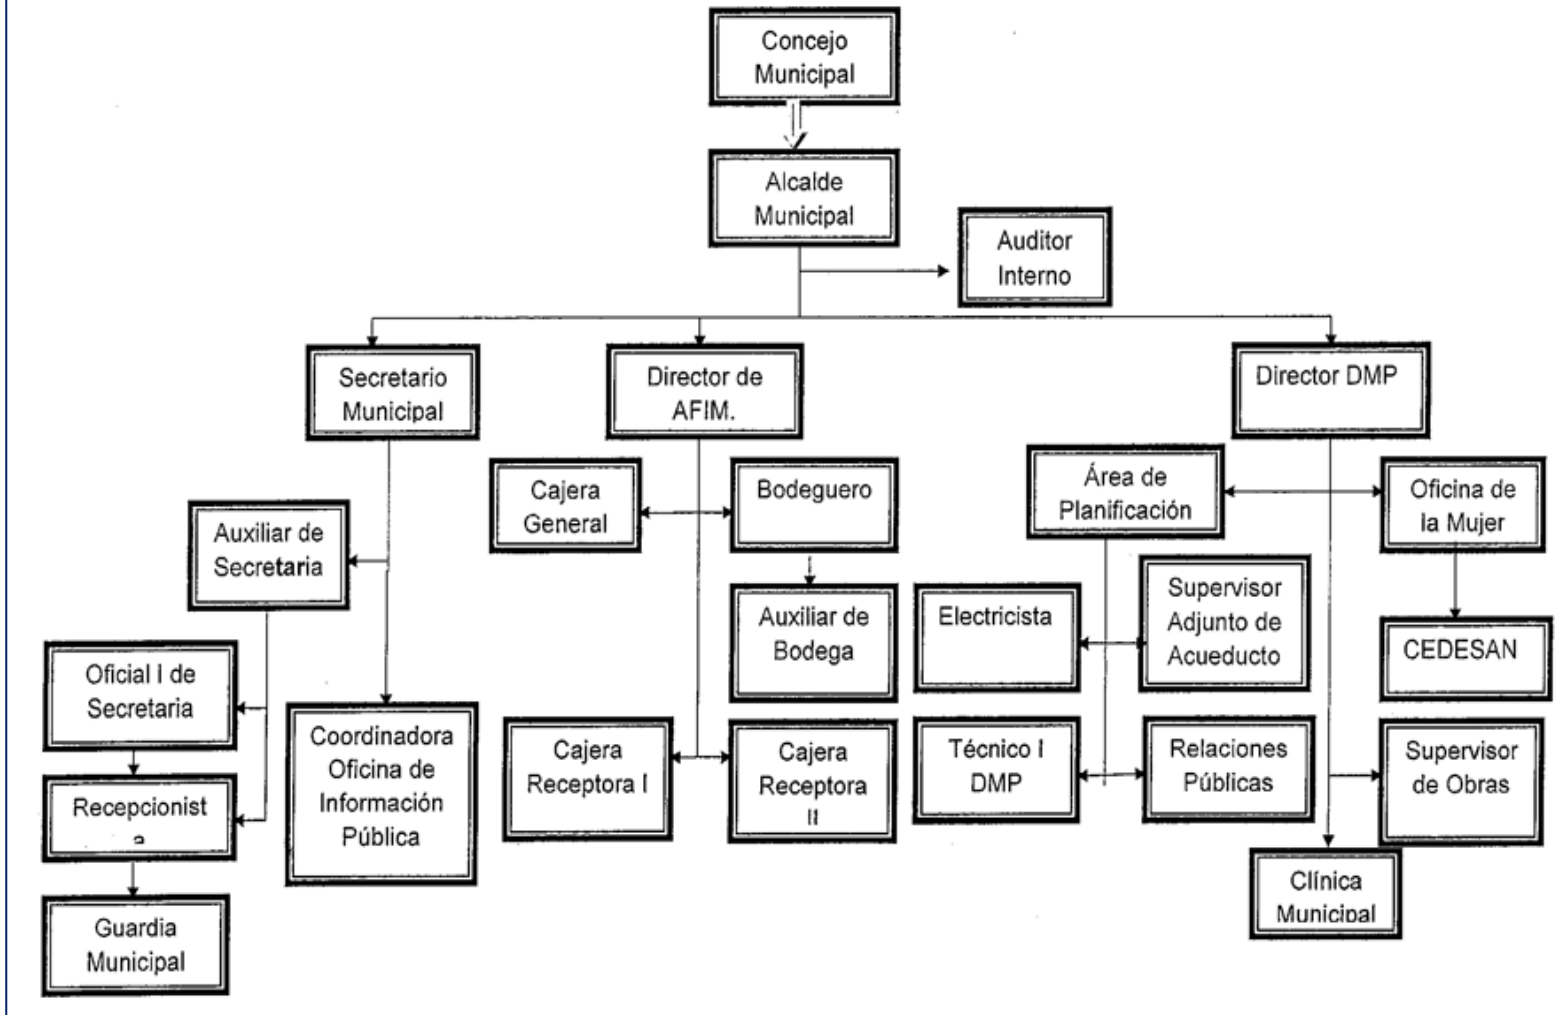 Concejo
Municipal
Alcalde
Municipal
Auditor
Interno
Secretario
Municipal
Director de
AFIM.
Director DMP
Cajera
General
Bodeguero
Área de
Planificación
Oficina de
la Mujer
Auxiliar de
Secretaria
Auxiliar de
Bodega
Electricista
Supervisor
Adjunto de
Acueducto
CEDESAN
Oficial I de
Secretaria
Coordinadora
Oficina de
Información
Pública
Cajera
Receptora I
Cajera
Receptora
II
Técnico I
DMP
Relaciones
Públicas
Supervisor
de Obras
Recepcionist
a
Clínica
Municipal
Guardia
Municipal